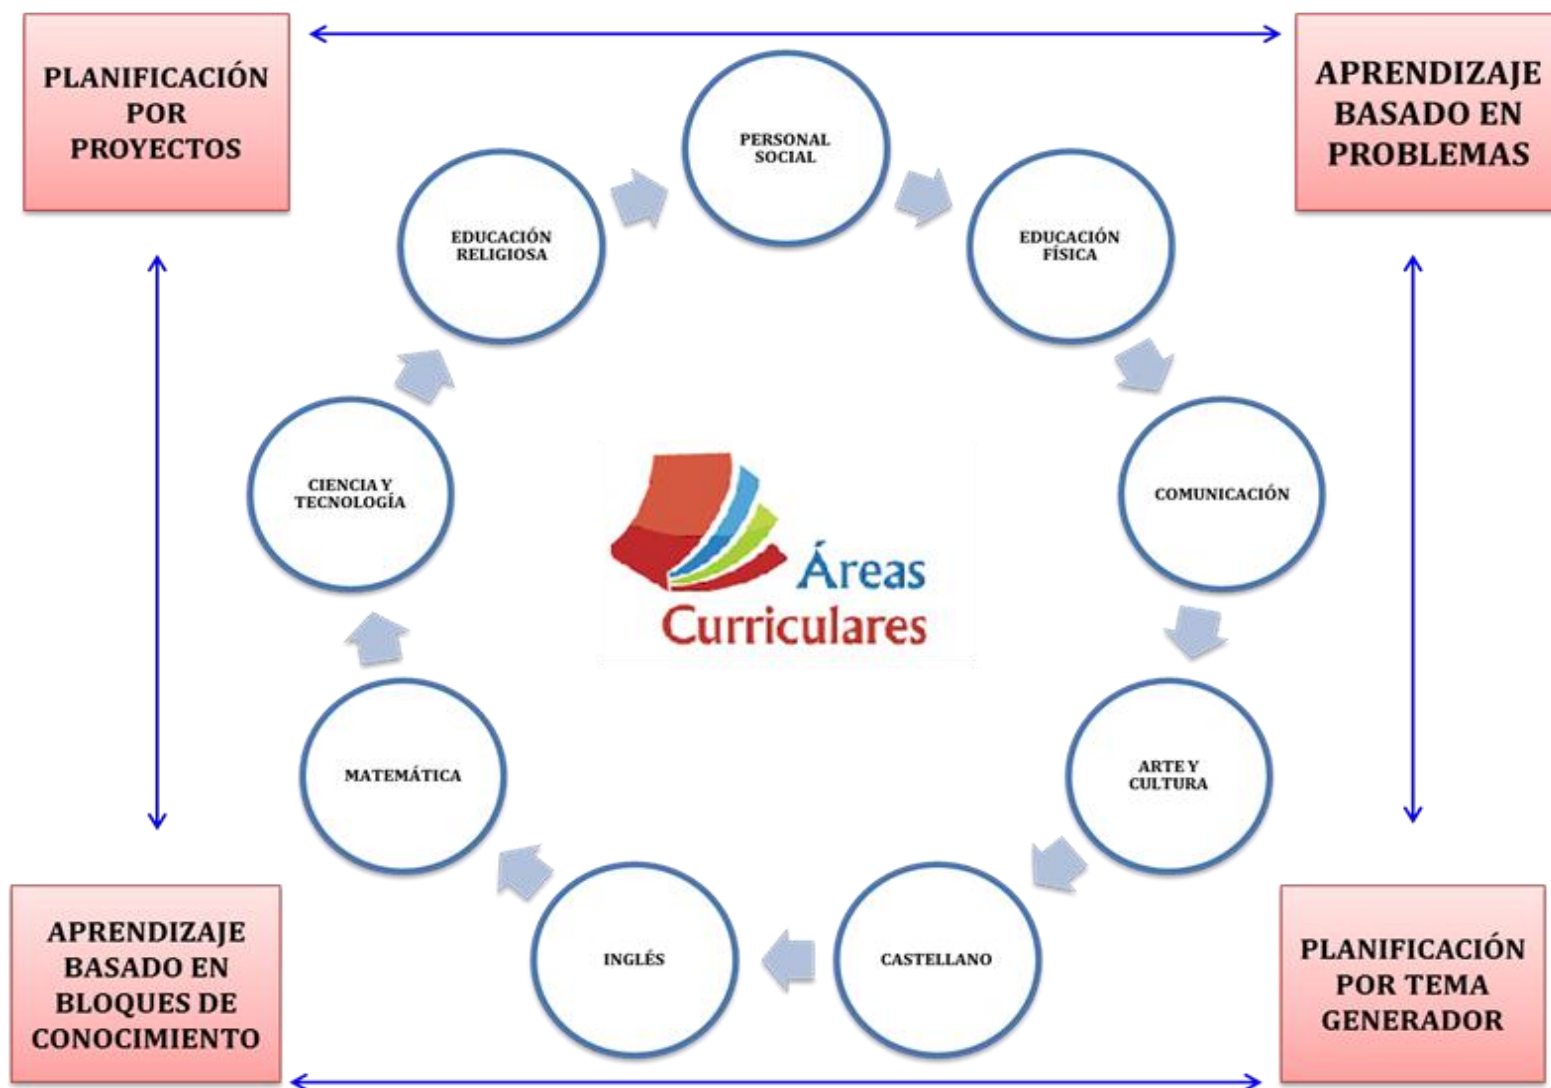 PLANIFICACIÓN
POR
PROYECTOS
APRENDIZAJE
BASADO EN
PROBLEMAS
PERSONAL
SOCIAL
EDUCACIÓN
RELIGIOSA
EDUCACIÓN
FÍSICA
CIENCIA Y
TECNOLOGÍA
COMUNICACIÓN
Áreas
Curriculares
MATEMÁTICA
ARTE Y
CULTURA
INGLÉS
CASTELLANO
APRENDIZAJE
BASADO EN
BLOQUES DE
CONOCIMIENTO
PLANIFICACIÓN
POR TEMA
GENERADOR